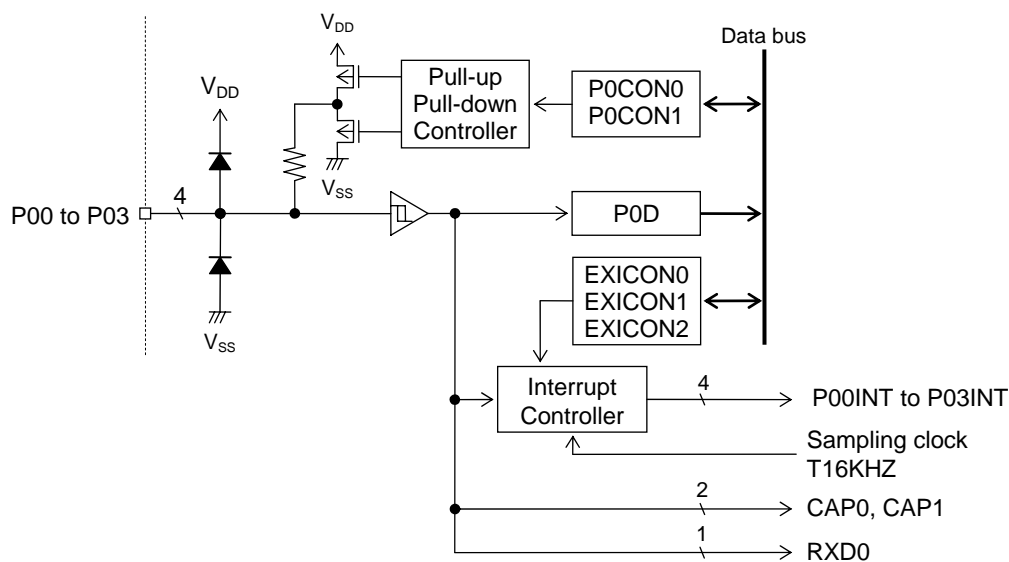 VDD
Data bus
VDD
Pull-up
Pull-down
Controller
P0CON0
P0CON1
VSS
4
P00 to P03
P0D
EXICON0
EXICON1
EXICON2
VSS
Interrupt
Controller
4
P00INT to P03INT
Sampling clock
T16KHZ
2
CAP0, CAP1
1
RXD0